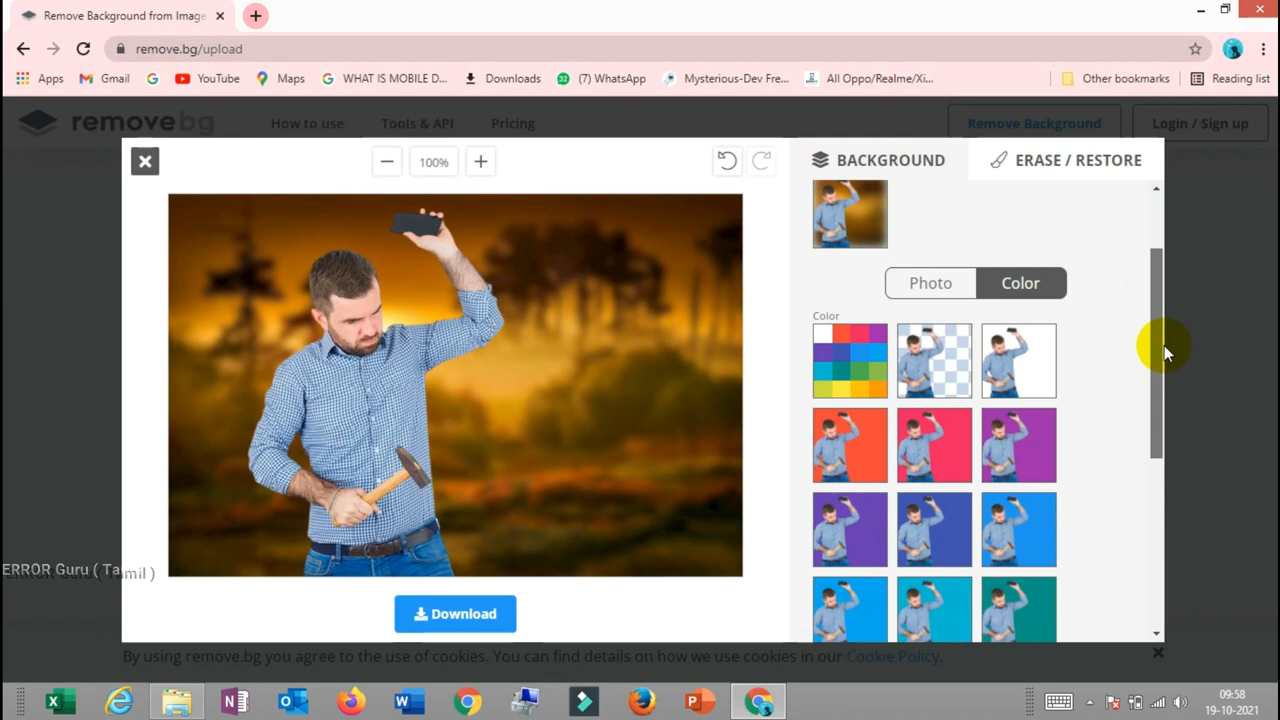 Remove Background from Image
remove.bg/upload
Apps
Gmail
YouTube
Maps
WHAT IS MOBILE D...
Downloads
(7) WhatsApp
Mysterious-Dev Fre...
All Oppo/Realme/Xi...
Other bookmarks
Reading list
removebg
How to use
Tools & API
Pricing
Remove Background
Login / Sign up
100%
BACKGROUND
ERASE / RESTORE
Photo
Color
Color
ERROR Guru ( Tamil )
Download
By using remove.bg you agree to the use of cookies. You can find details on how we use cookies in our Cookie Policy.
09:58
19-10-2021